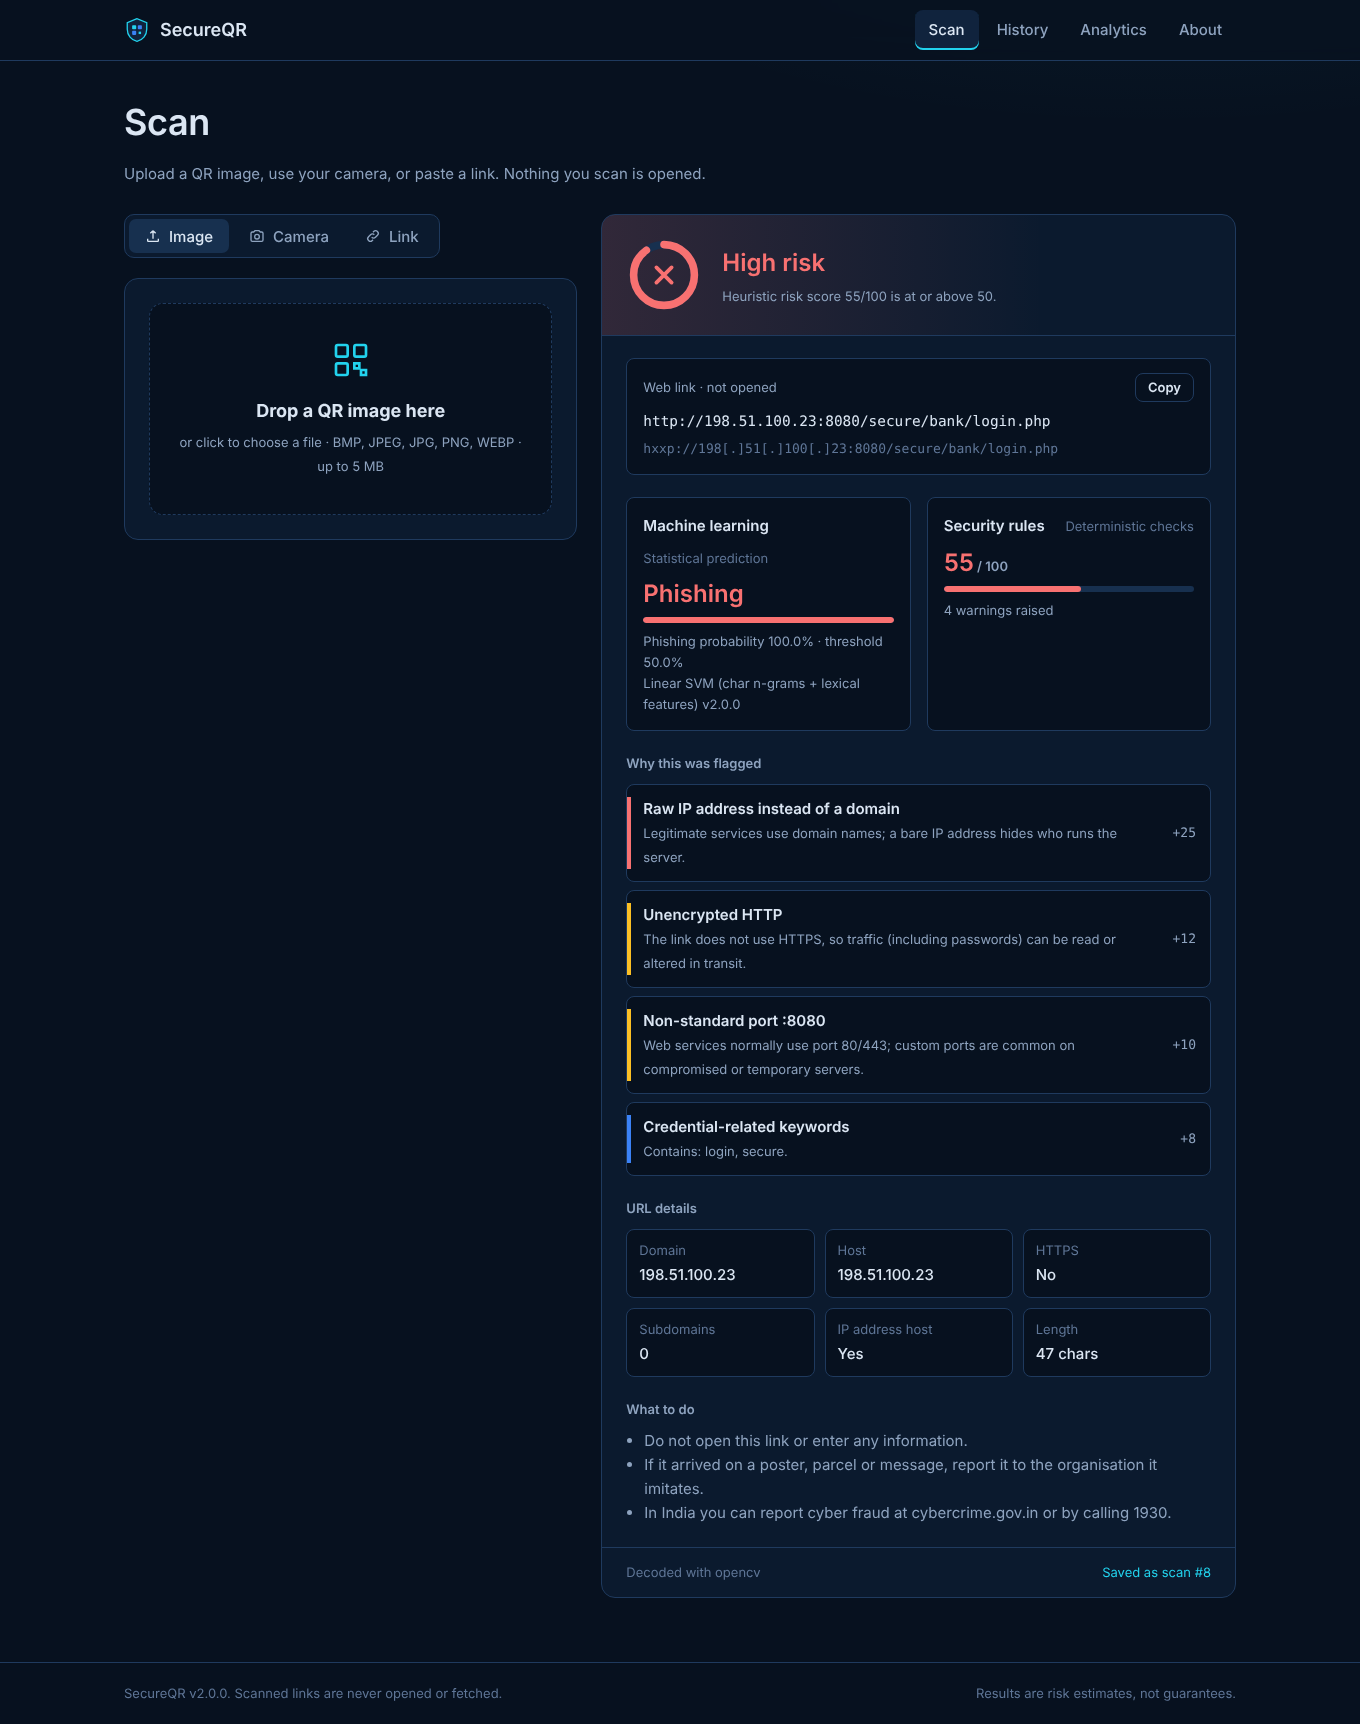 SecureQR
Scan
History
Analytics
About
Scan
Upload a QR image, use your camera, or paste a link. Nothing you scan is opened.
Image
Camera
Link
Drop a QR image here
or click to choose a file · BMP, JPEG, JPG, PNG, WEBP ·
up to 5 MB
High risk
Heuristic risk score 55/100 is at or above 50.
Web link · not opened
Copy
http://198.51.100.23:8080/secure/bank/login.php
hxxp://198[.]51[.]100[.]23:8080/secure/bank/login.php
Machine learning
Statistical prediction
Phishing
Phishing probability 100.0% · threshold
50.0%
Linear SVM (char n-grams + lexical
features) v2.0.0
Security rules
Deterministic checks
55 / 100
4 warnings raised
Why this was flagged
Raw IP address instead of a domain
Legitimate services use domain names; a bare IP address hides who runs the
server.
+25
Unencrypted HTTP
The link does not use HTTPS, so traffic (including passwords) can be read or
altered in transit.
+12
Non-standard port :8080
Web services normally use port 80/443; custom ports are common on
compromised or temporary servers.
+10
Credential-related keywords
Contains: login, secure.
+8
URL details
Domain
198.51.100.23
Host
198.51.100.23
HTTPS
No
Subdomains
0
IP address host
Yes
Length
47 chars
What to do
• Do not open this link or enter any information.
• If it arrived on a poster, parcel or message, report it to the organisation it
imitates.
• In India you can report cyber fraud at cybercrime.gov.in or by calling 1930.
Decoded with opencv
Saved as scan #8
SecureQR v2.0.0. Scanned links are never opened or fetched.
Results are risk estimates, not guarantees.